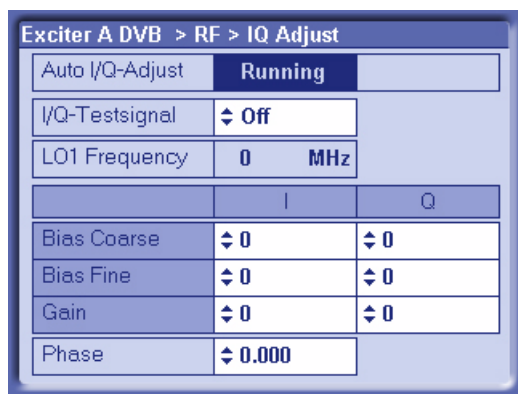 Exciter A DVB > RF > IQ Adjust
Auto I/Q-Adjust Running
I/Q-Testsignal Off
LO1 Frequency 0 MHz
I Q
Bias Coarse 0 0
Bias Fine 0 0
Gain 0 0
Phase 0.000